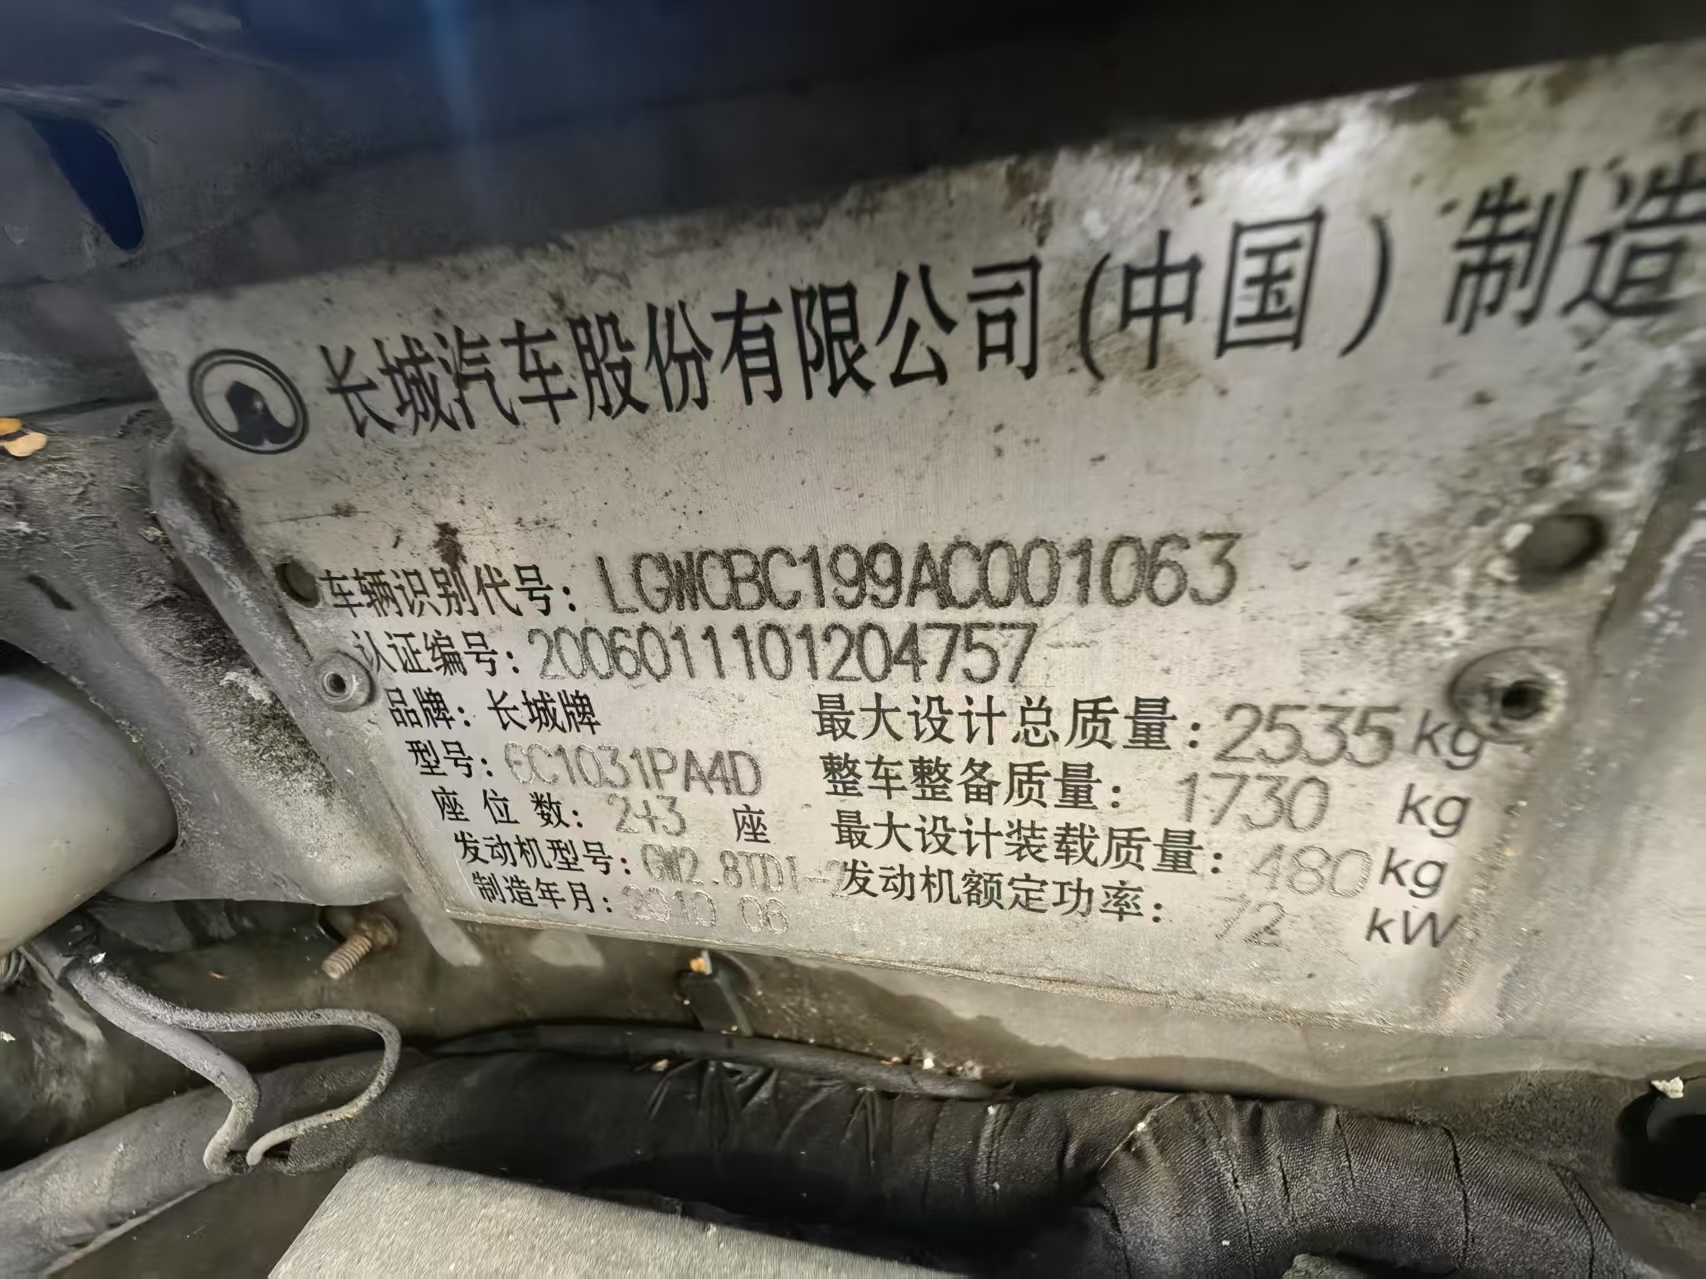 长城汽车股份有限公司(中国)制造
车辆识别代号: LGWCBC199AC001063
认证编号: 2006011101204757
品牌: 长城牌 最大设计总质量: 2535 kg
型号: CC1031PA4D 整车整备质量: 1730 kg
座位数: 2+3 座 最大设计装载质量: 480 kg
发动机型号: GW2.8TDI-2 发动机额定功率: 72 kW
制造年月: 2010 06